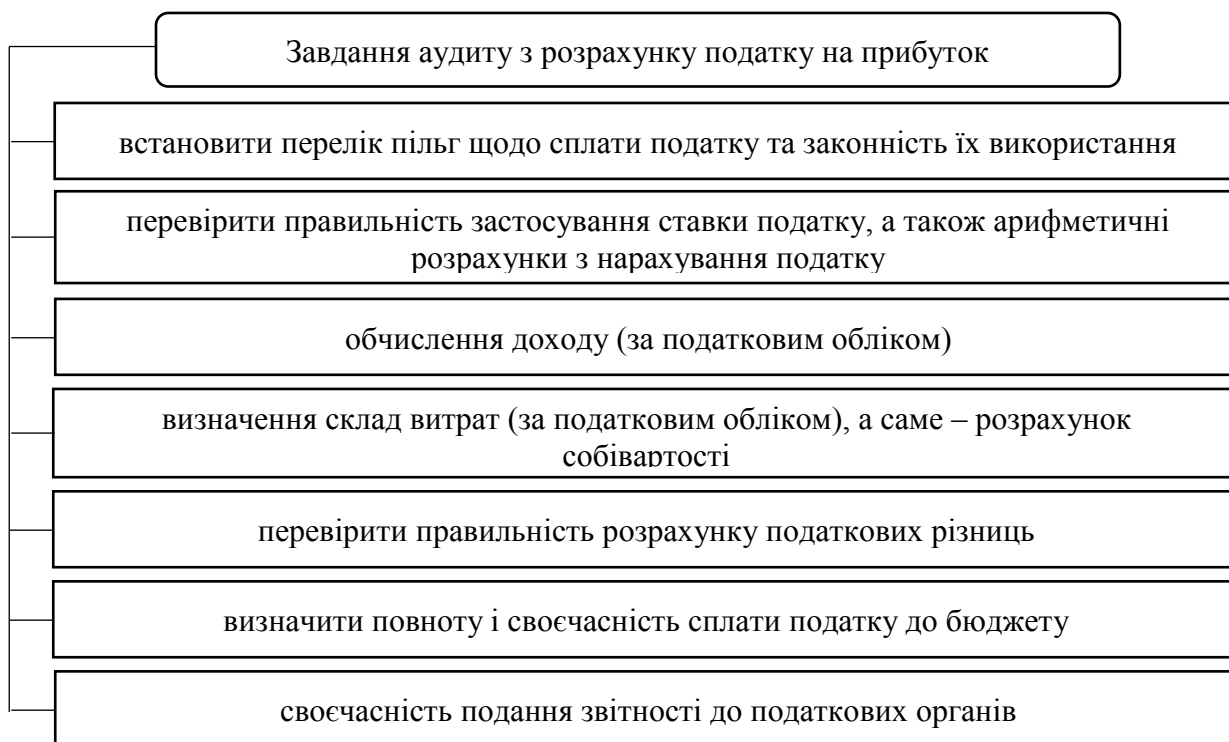 Завдання аудиту з розрахунку податку на прибуток
встановити перелік пільг щодо сплати податку та законність їх використання
перевірити правильність застосування ставки податку, а також арифметичні
розрахунки з нарахування податку
обчислення доходу (за податковим обліком)
визначення склад витрат (за податковим обліком), а саме – розрахунок
собівартості
перевірити правильність розрахунку податкових різниць
визначити повноту і своєчасність сплати податку до бюджету
своєчасність подання звітності до податкових органів